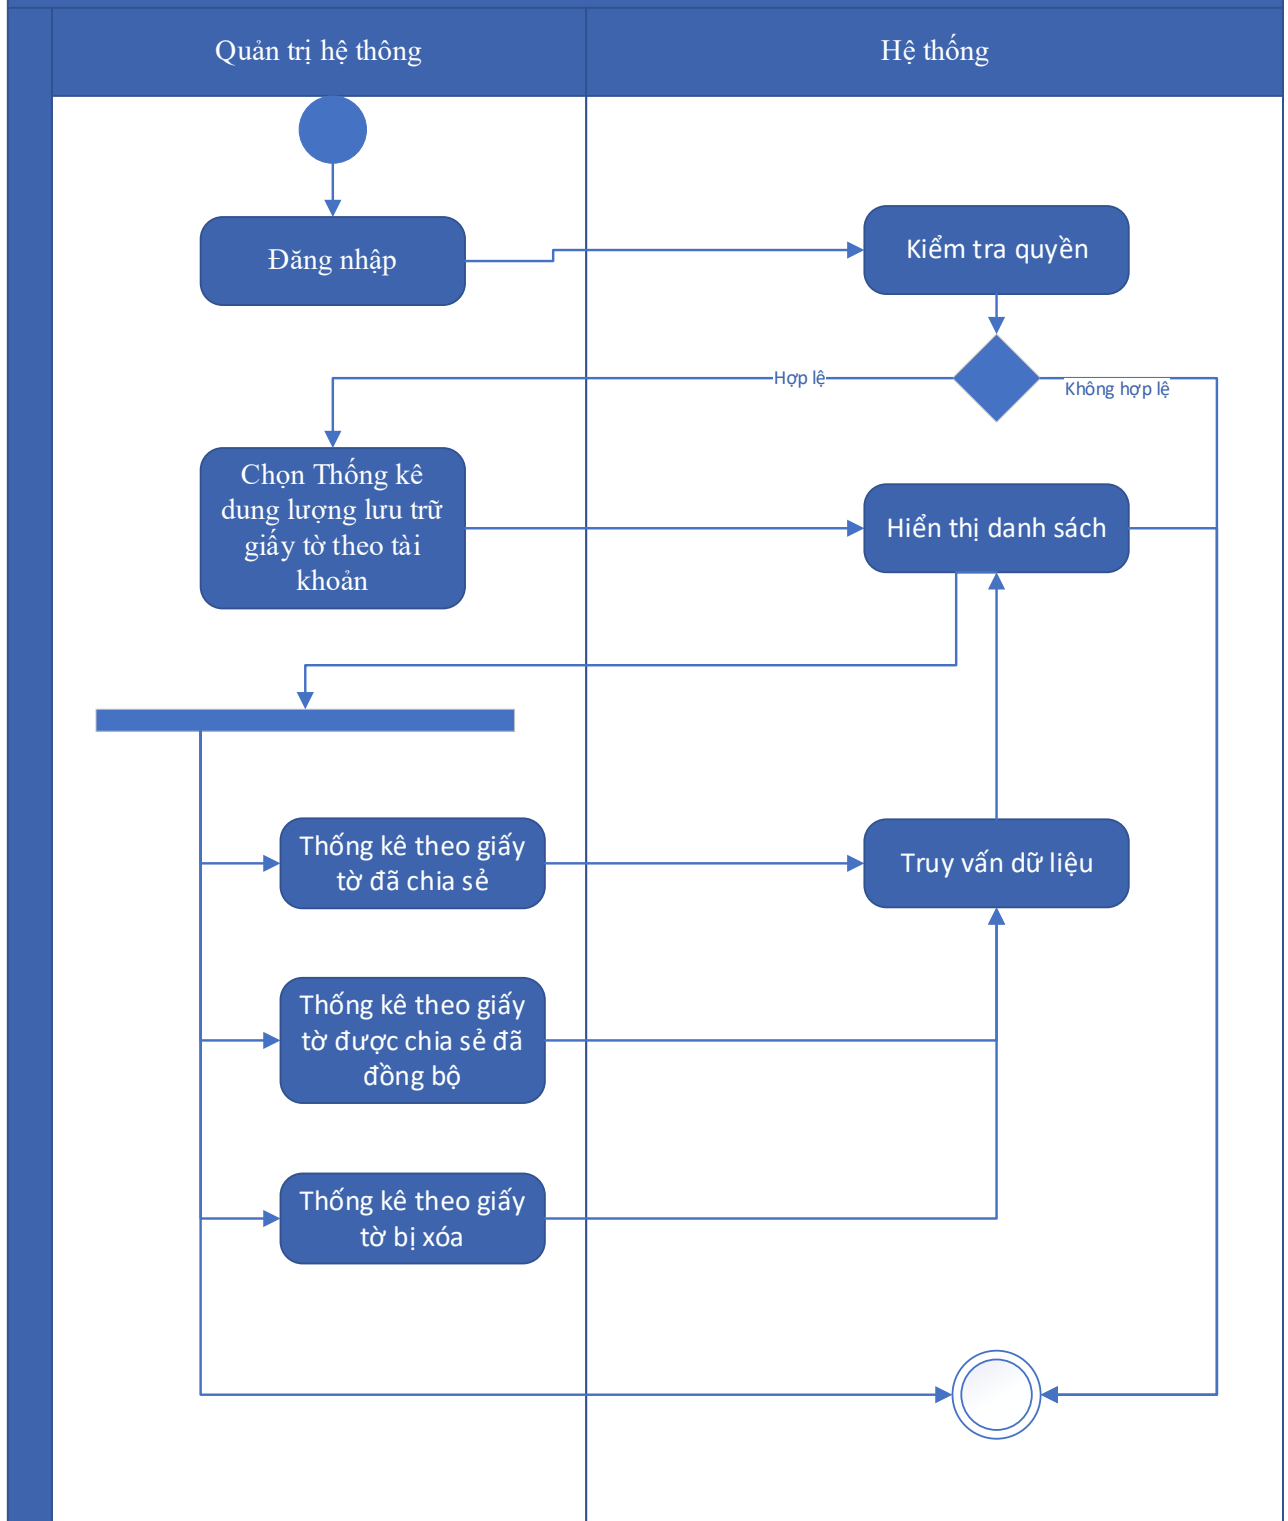 Quản trị hệ thông
Hệ thống
Đăng nhập
Kiểm tra quyền
Hợp lệ
Không hợp lệ
Chọn Thống kê
dung lượng lưu trữ
giấy tờ theo tài
khoản
Hiển thị danh sách
Thống kê theo giấy
tờ đã chia sẻ
Truy vấn dữ liệu
Thống kê theo giấy
tờ được chia sẻ đã
đồng bộ
Thống kê theo giấy
tờ bị xóa